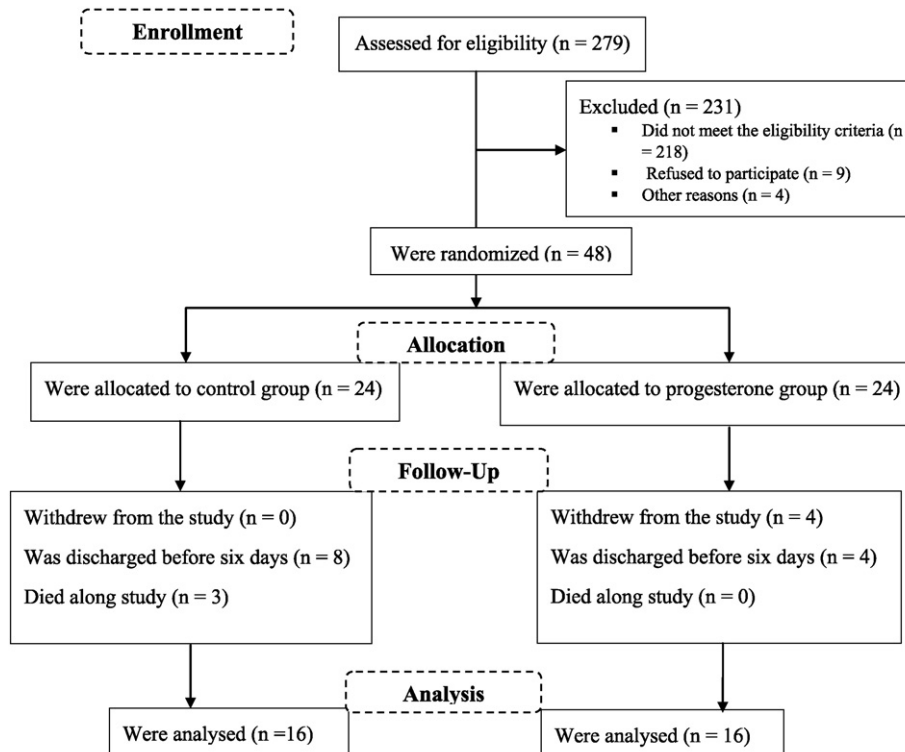 Enrollment
Assessed for eligibility (n = 279)
Excluded (n = 231)
▪ Did not meet the eligibility criteria (n
= 218)
▪ Refused to participate (n = 9)
▪ Other reasons (n = 4)
Were randomized (n = 48)
Allocation
Were allocated to control group (n = 24)
Were allocated to progesterone group (n = 24)
Follow-Up
Withdrew from the study (n = 0)
Was discharged before six days (n = 8)
Died along study (n = 3)
Withdrew from the study (n = 4)
Was discharged before six days (n = 4)
Died along study (n = 0)
Analysis
Were analysed (n =16)
Were analysed (n = 16)